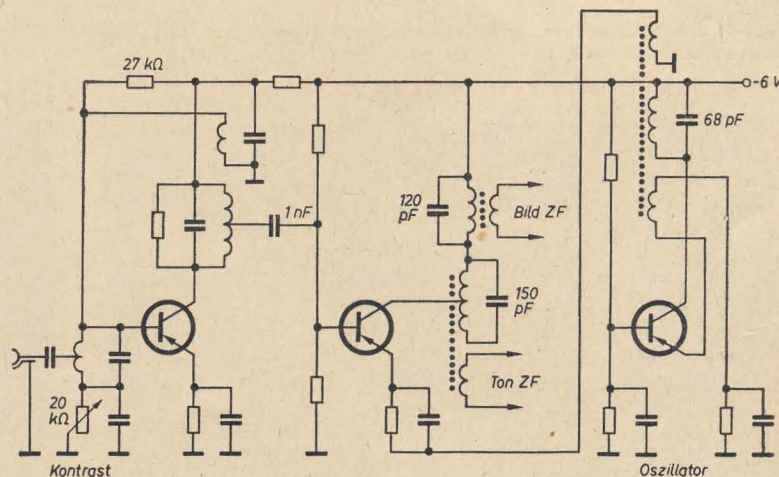 27 kΩ
-6 V
68 pF
120
pF
Bild ZF
1 nF
150
pF
Ton ZF
20
kΩ
Kontrast
Oszillator